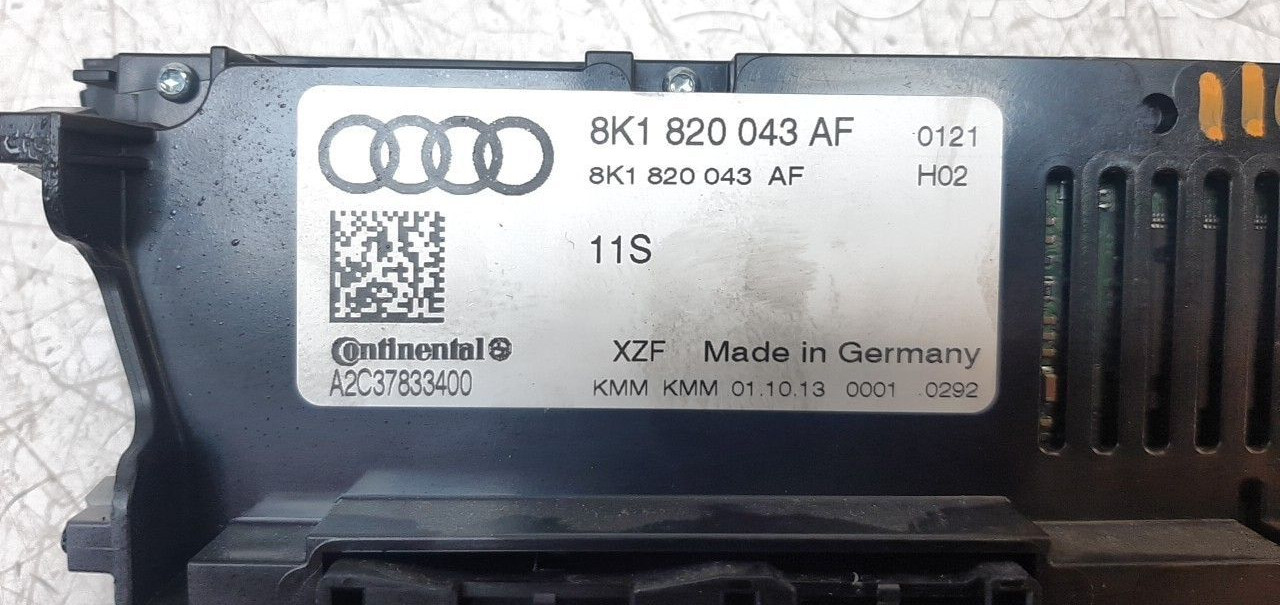 8K1 820 043 AF 0121
8K1 820 043 AF H02
11S
Continental
XZF Made in Germany
A2C37833400
KMM KMM 01.10.13 0001 0292